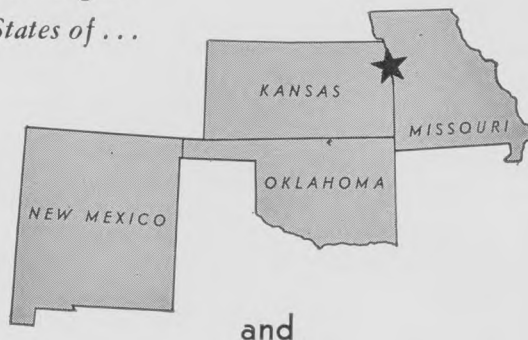 States of . . .
KANSAS
MISSOURI
OKLAHOMA
NEW MEXICO
and